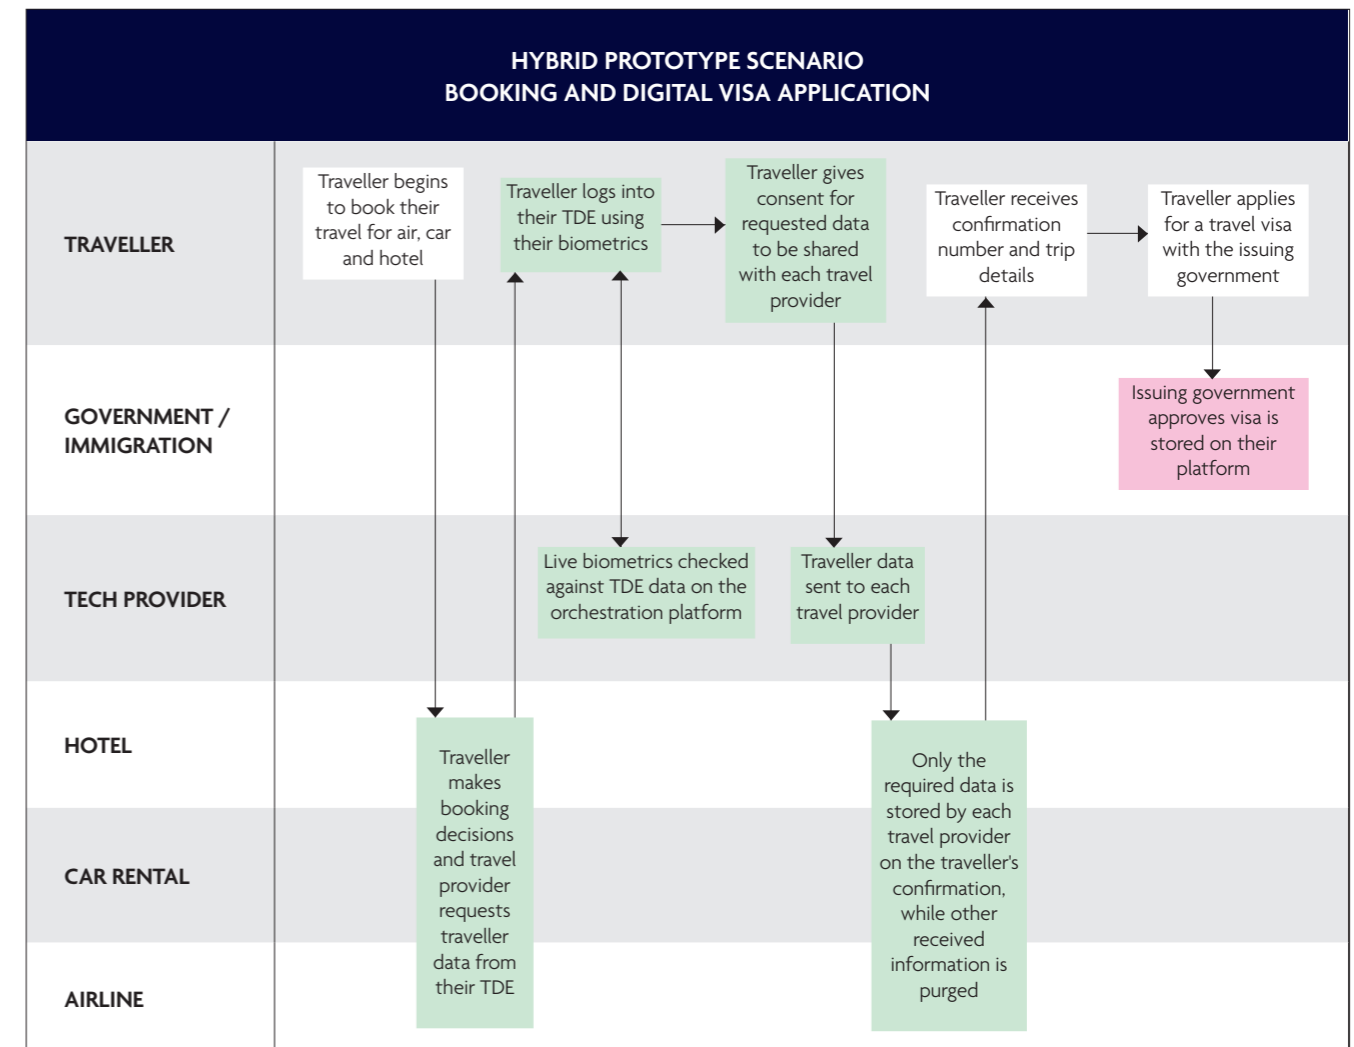 HYBRID PROTOTYPE SCENARIO
BOOKING AND DIGITAL VISA APPLICATION
TRAVELLER
Traveller begins
to book their
travel for air, car
and hotel
Traveller logs into
their TDE using
their biometrics
Traveller gives
consent for
requested data
to be shared
with each travel
provider
Traveller receives
confirmation
number and trip
details
Traveller applies
for a travel visa
with the issuing
government
GOVERNMENT /
IMMIGRATION
Issuing government
approves visa is
stored on their
platform
TECH PROVIDER
Live biometrics checked
against TDE data on the
orchestration platform
Traveller data
sent to each
travel provider
HOTEL
CAR RENTAL
AIRLINE
Traveller
makes
booking
decisions
and travel
provider
requests
traveller
data from
their TDE
Only the
required data is
stored by each
travel provider
on the traveller's
confirmation,
while other
received
information is
purged